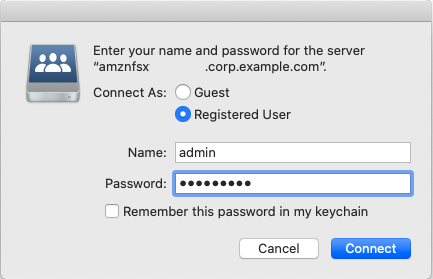 Enter your name and password for the server
“amznfsx .corp.example.com”.
Connect As: Guest
Registered User
Name: admin
Password: •••••••••
Remember this password in my keychain
Cancel Connect